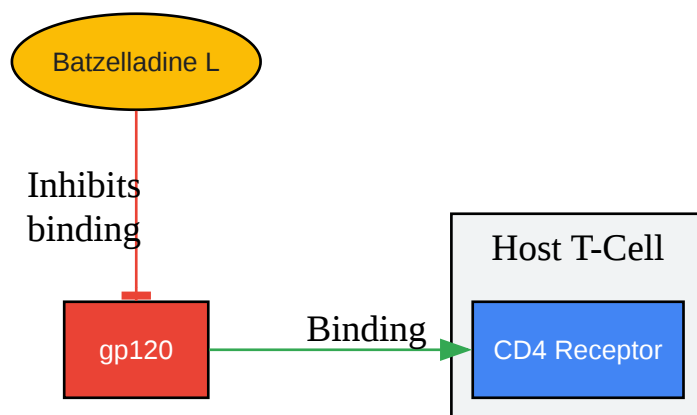 Batzelladine L
Inhibits
binding
Host T-Cell
Binding
gp120
CD4 Receptor